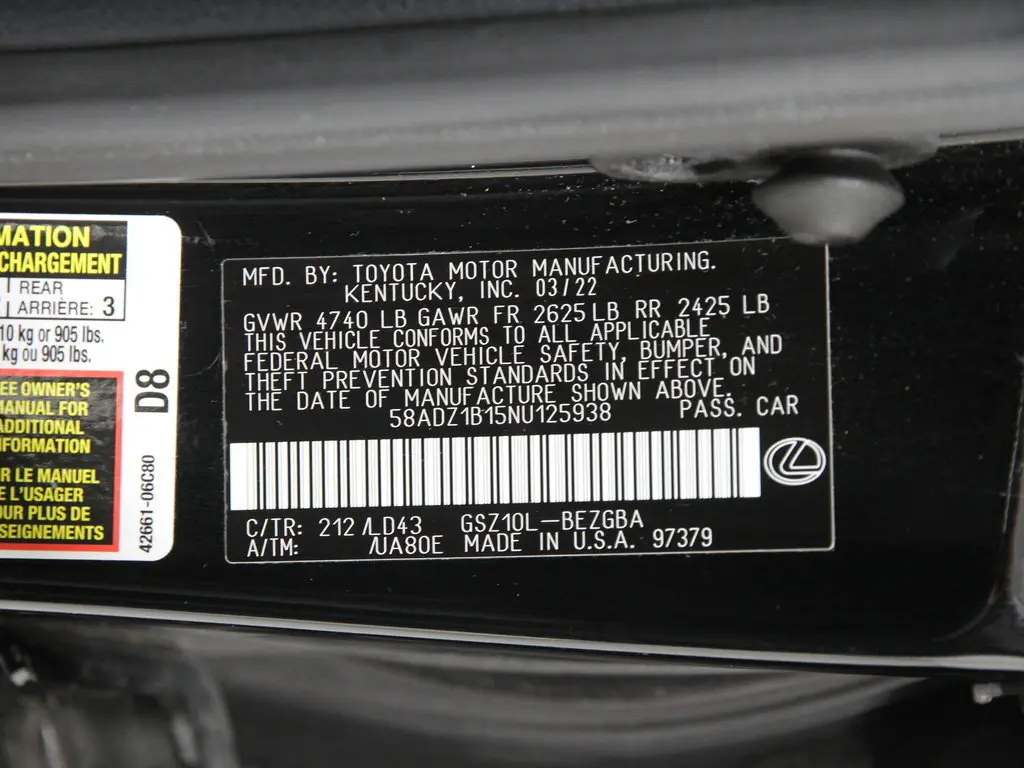 MATION
CHARGEMENT
REAR
ARRIÈRE: 3
10 kg or 905 lbs.
kg ou 905 lbs.
EE OWNER'S
MANUAL FOR
ADDITIONAL
NFORMATION
R LE MANUEL
E L'USAGER
OUR PLUS DE
SEIGNEMENTS
D8
42661-06C80
MFD. BY: TOYOTA MOTOR MANUFACTURING.
KENTUCKY, INC. 03/22
GVWR 4740 LB GAWR FR 2625 LB RR 2425 LB
THIS VEHICLE CONFORMS TO ALL APPLICABLE
FEDERAL MOTOR VEHICLE SAFETY, BUMPER, AND
THEFT PREVENTION STANDARDS IN EFFECT ON
THE DATE OF MANUFACTURE SHOWN ABOVE.
58ADZ1B15NU125938 PASS. CAR
C/TR: 212 /LD43 GSZ10L-BEZGBA
A/TM: /UA80E MADE IN U.S.A. 97379